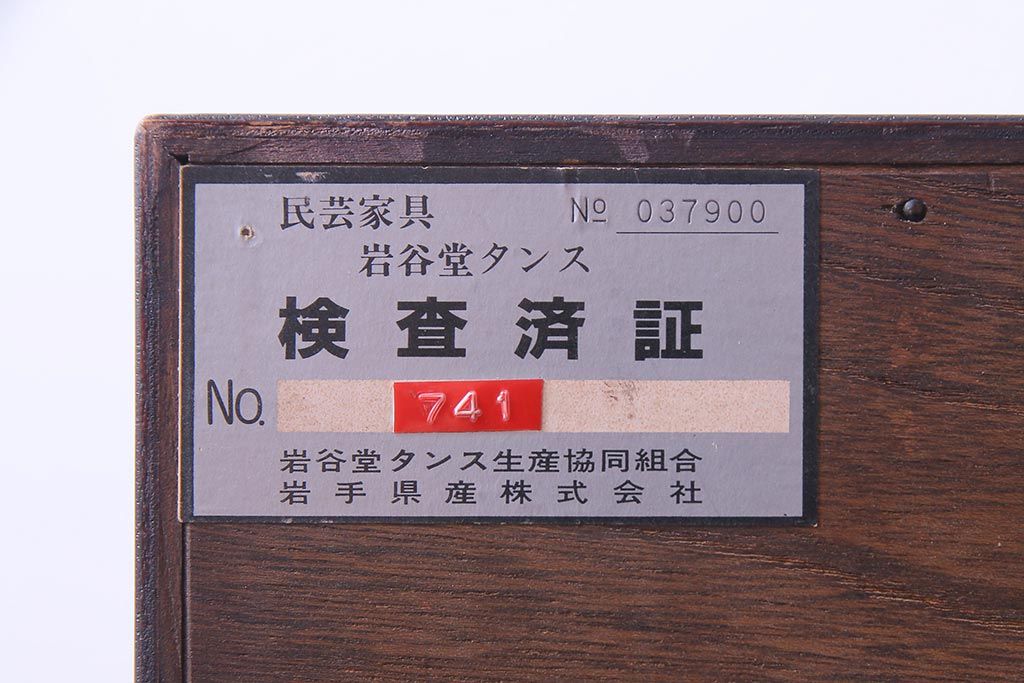 民芸家具 № 037900
岩谷堂タンス
検査済証
No. 741
岩谷堂タンス生産協同組合
岩手県産株式会社